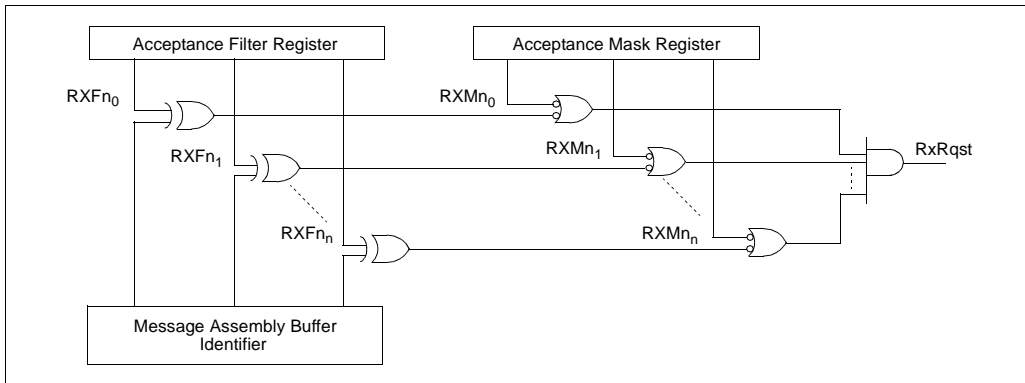 Acceptance Filter Register
Acceptance Mask Register
RXFn0
RXMn0
RXFn1
RXMn1
RxRqst
RXFnn
RXMnn
Message Assembly Buffer
Identifier